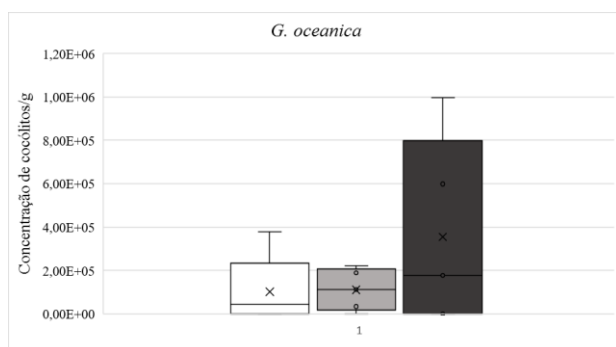 G. oceanica
Concentração de cocólitos/g
1,20E+06
1,00E+06
8,00E+05
6,00E+05
4,00E+05
2,00E+05
0,00E+00
1